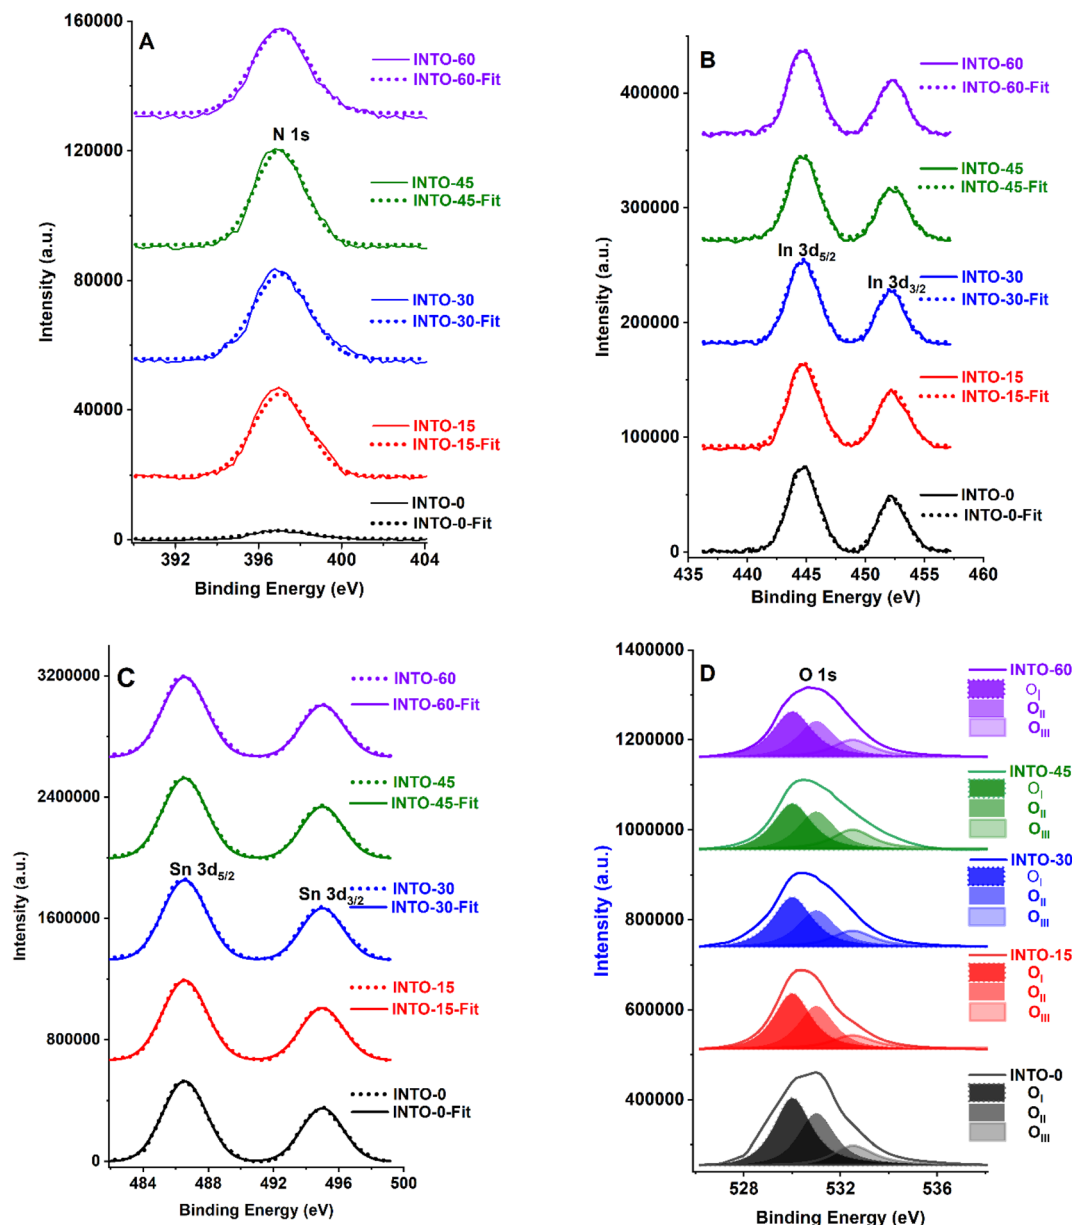 160000
A
INTO-60
INTO-60-Fit
N 1s
120000
INTO-45
INTO-45-Fit
80000
INTO-30
INTO-30-Fit
40000
INTO-15
INTO-15-Fit
INTO-0
INTO-0-Fit
0
392 396 400 404
Binding Energy (eV)
Intensity (a.u.)
B
INTO-60
INTO-60-Fit
400000
INTO-45
INTO-45-Fit
300000
In 3d5/2
In 3d3/2
INTO-30
INTO-30-Fit
200000
INTO-15
INTO-15-Fit
100000
INTO-0
INTO-0-Fit
0
435 440 445 450 455 460
Binding Energy (eV)
Intensity (a.u.)
C
3200000
INTO-60
INTO-60-Fit
2400000
INTO-45
INTO-45-Fit
Sn 3d5/2
Sn 3d3/2
INTO-30
INTO-30-Fit
1600000
INTO-15
INTO-15-Fit
800000
INTO-0
INTO-0-Fit
0
484 488 492 496 500
Binding Energy (eV)
Intensity (a.u.)
1400000
D
O 1s
INTO-60
OI
OII
OIII
1200000
INTO-45
OI
OII
OIII
1000000
INTO-30
OI
OII
OIII
800000
INTO-15
OI
OII
OIII
600000
INTO-0
OI
OII
OIII
400000
528 532 536
Binding Energy (eV)
Intensity (a.u.)